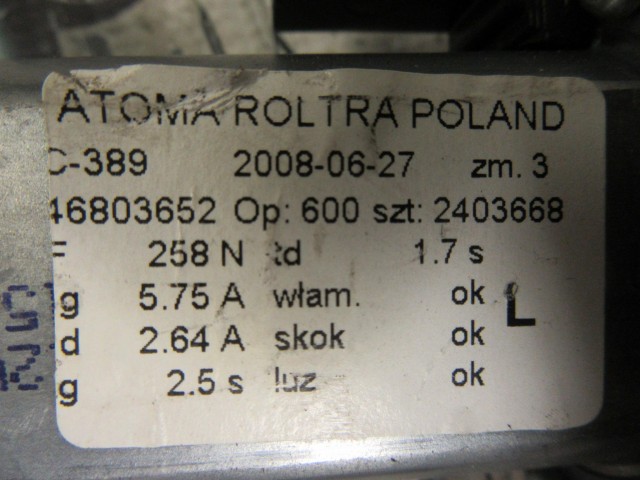 ATOMA ROLTRA POLAND
C-389 2008-06-27 zm. 3
46803652 Op: 600 szt: 2403668
F 258 N td 1.7 s
g 5.75 A włam. ok L
d 2.64 A skok ok
g 2.5 s luz ok